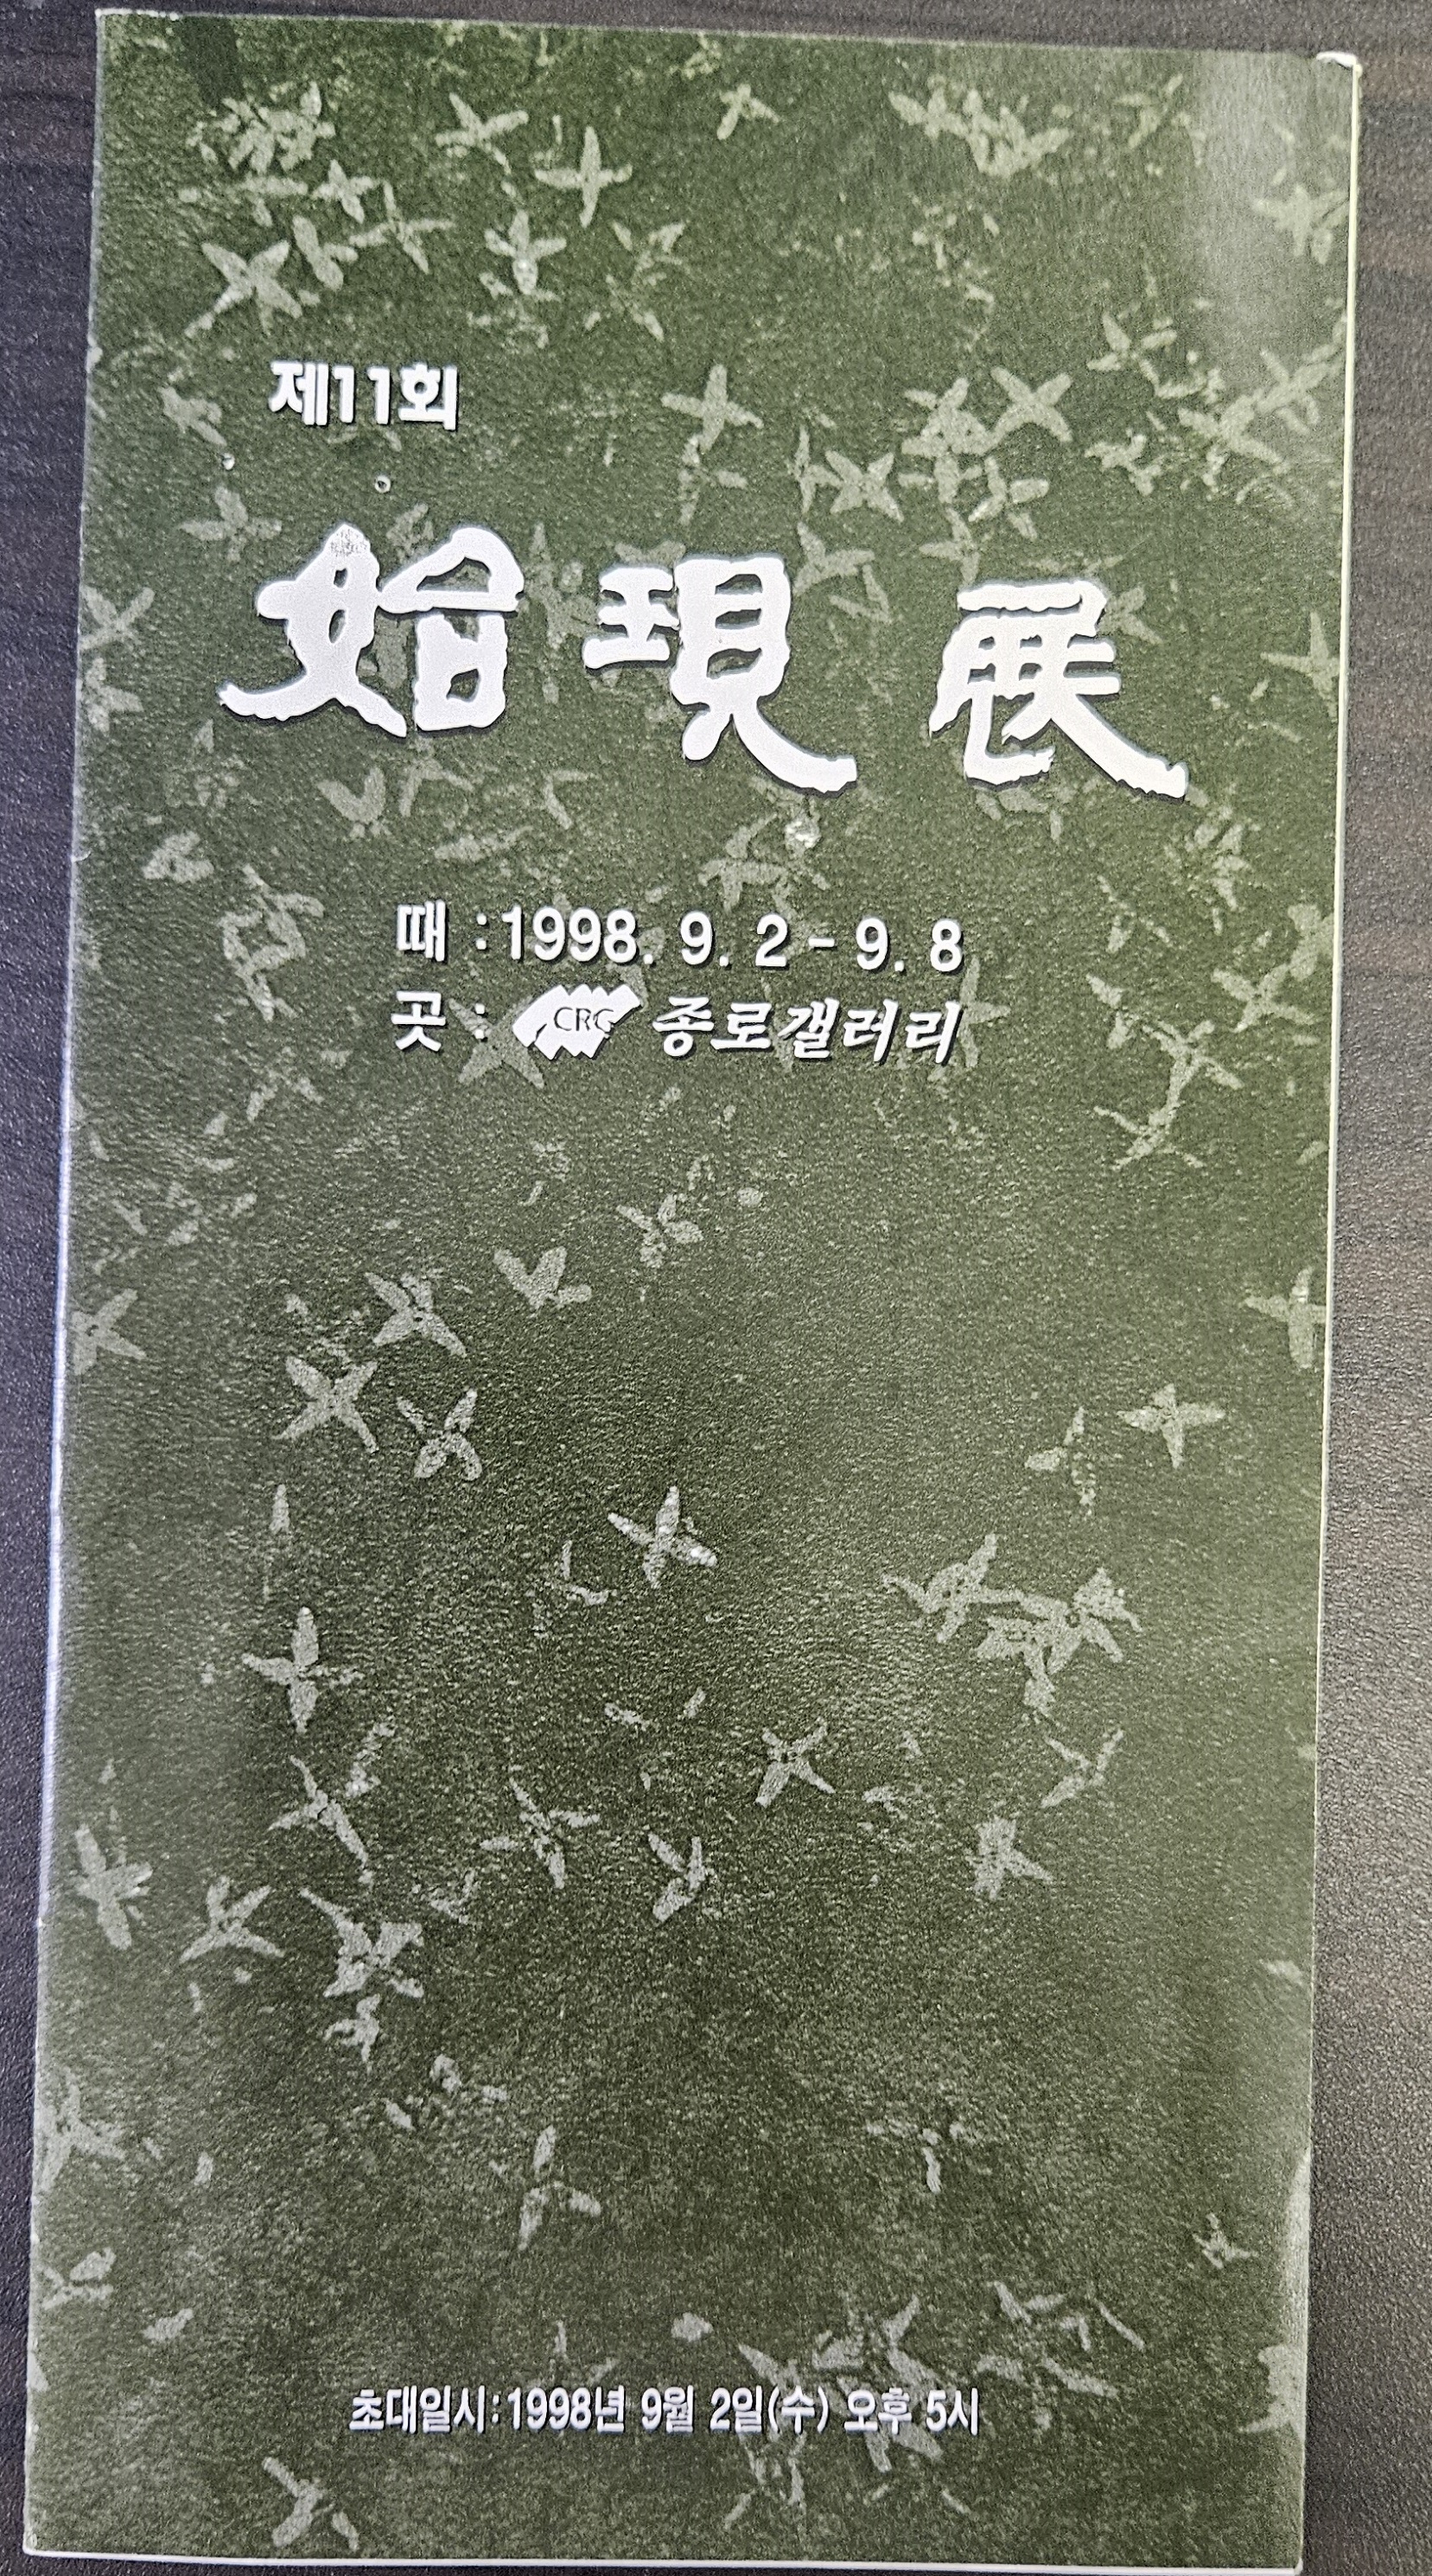 제11회
始現展
때 : 1998. 9. 2 - 9. 8
곳 : CRG 종로갤러리
초대일시 : 1998년 9월 2일(수) 오후 5시